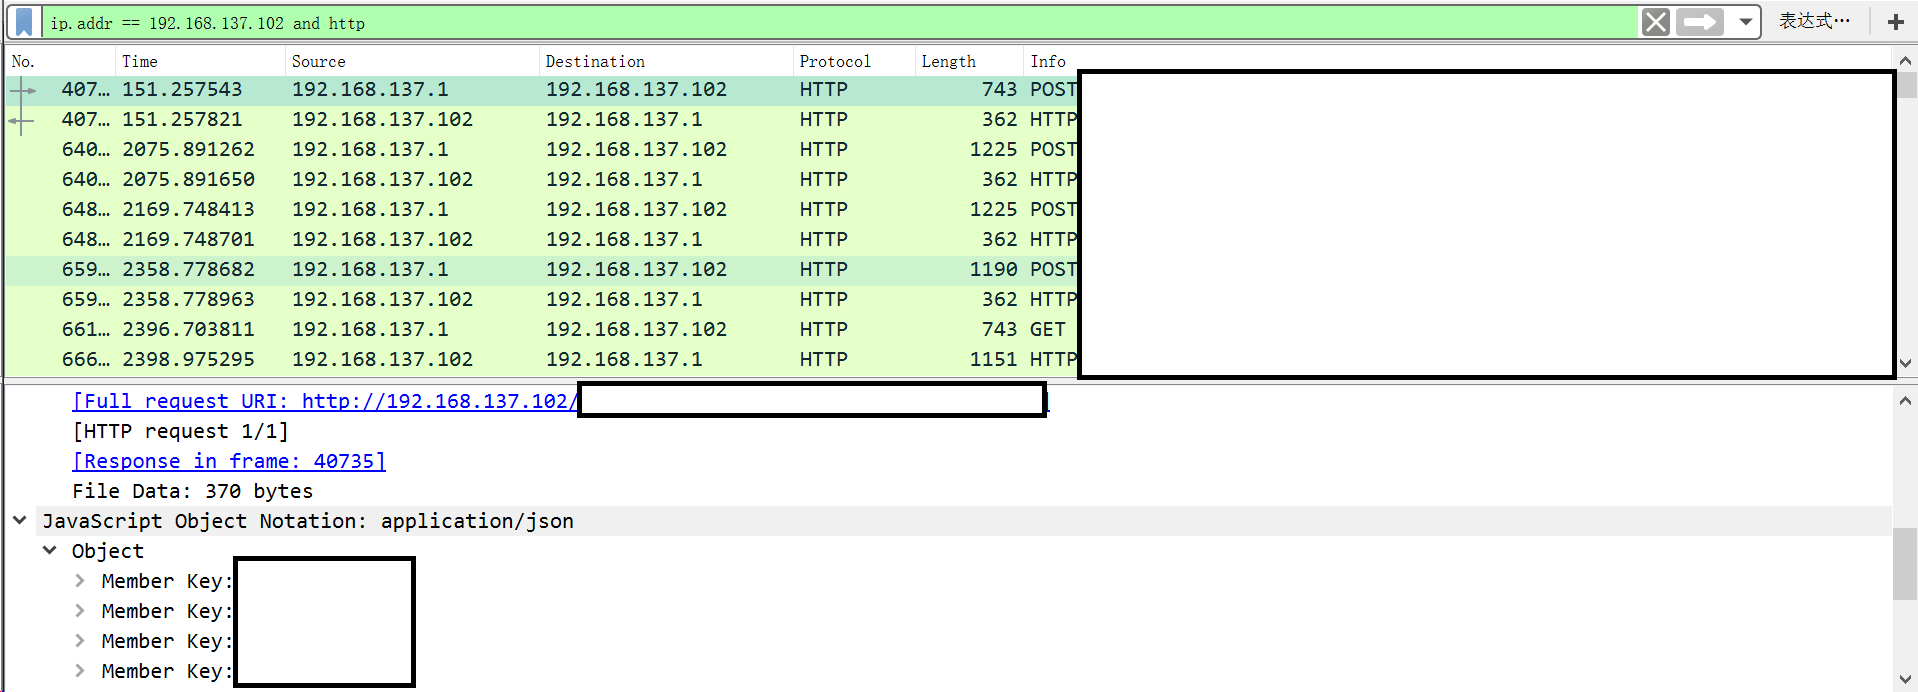 ip.addr == 192.168.137.102 and http 表达式…
No. Time Source Destination Protocol Length Info
407… 151.257543 192.168.137.1 192.168.137.102 HTTP 743 POST
407… 151.257821 192.168.137.102 192.168.137.1 HTTP 362 HTTP
640… 2075.891262 192.168.137.1 192.168.137.102 HTTP 1225 POST
640… 2075.891650 192.168.137.102 192.168.137.1 HTTP 362 HTTP
648… 2169.748413 192.168.137.1 192.168.137.102 HTTP 1225 POST
648… 2169.748701 192.168.137.102 192.168.137.1 HTTP 362 HTTP
659… 2358.778682 192.168.137.1 192.168.137.102 HTTP 1190 POST
659… 2358.778963 192.168.137.102 192.168.137.1 HTTP 362 HTTP
661… 2396.703811 192.168.137.1 192.168.137.102 HTTP 743 GET
666… 2398.975295 192.168.137.102 192.168.137.1 HTTP 1151 HTTP
[Full request URI: http://192.168.137.102/
[HTTP request 1/1]
[Response in frame: 40735]
File Data: 370 bytes
JavaScript Object Notation: application/json
Object
Member Key:
Member Key:
Member Key:
Member Key: